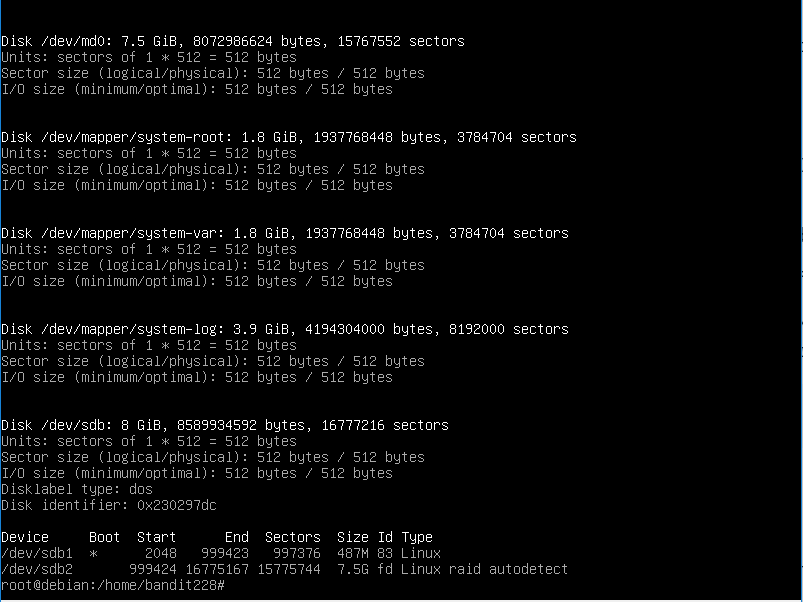 Disk /dev/md0: 7.5 GiB, 8072986624 bytes, 15767552 sectors
Units: sectors of 1 * 512 = 512 bytes
Sector size (logical/physical): 512 bytes / 512 bytes
I/O size (minimum/optimal): 512 bytes / 512 bytes
Disk /dev/mapper/system-root: 1.8 GiB, 1937768448 bytes, 3784704 sectors
Units: sectors of 1 * 512 = 512 bytes
Sector size (logical/physical): 512 bytes / 512 bytes
I/O size (minimum/optimal): 512 bytes / 512 bytes
Disk /dev/mapper/system-var: 1.8 GiB, 1937768448 bytes, 3784704 sectors
Units: sectors of 1 * 512 = 512 bytes
Sector size (logical/physical): 512 bytes / 512 bytes
I/O size (minimum/optimal): 512 bytes / 512 bytes
Disk /dev/mapper/system-log: 3.9 GiB, 4194304000 bytes, 8192000 sectors
Units: sectors of 1 * 512 = 512 bytes
Sector size (logical/physical): 512 bytes / 512 bytes
I/O size (minimum/optimal): 512 bytes / 512 bytes
Disk /dev/sdb: 8 GiB, 8589934592 bytes, 16777216 sectors
Units: sectors of 1 * 512 = 512 bytes
Sector size (logical/physical): 512 bytes / 512 bytes
I/O size (minimum/optimal): 512 bytes / 512 bytes
Disklabel type: dos
Disk identifier: 0x230297dc
Device     Boot  Start      End  Sectors  Size Id Type
/dev/sdb1  *      2048   999423   997376  487M 83 Linux
/dev/sdb2       999424 16775167 15775744  7.5G fd Linux raid autodetect
root@debian:/home/bandit228#